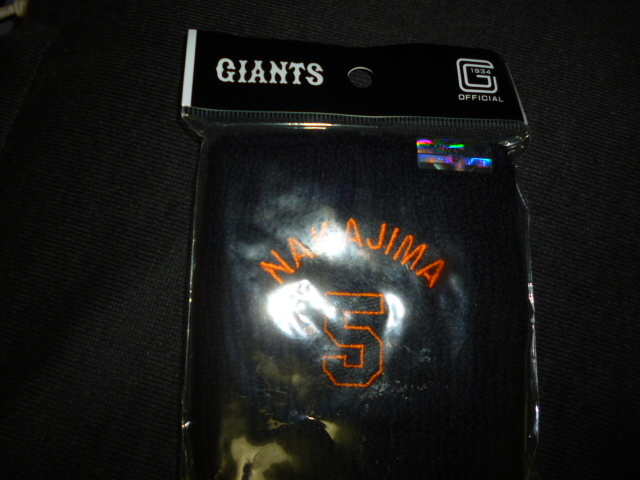 GIANTS
1934
OFFICIAL
NAKAJIMA
5